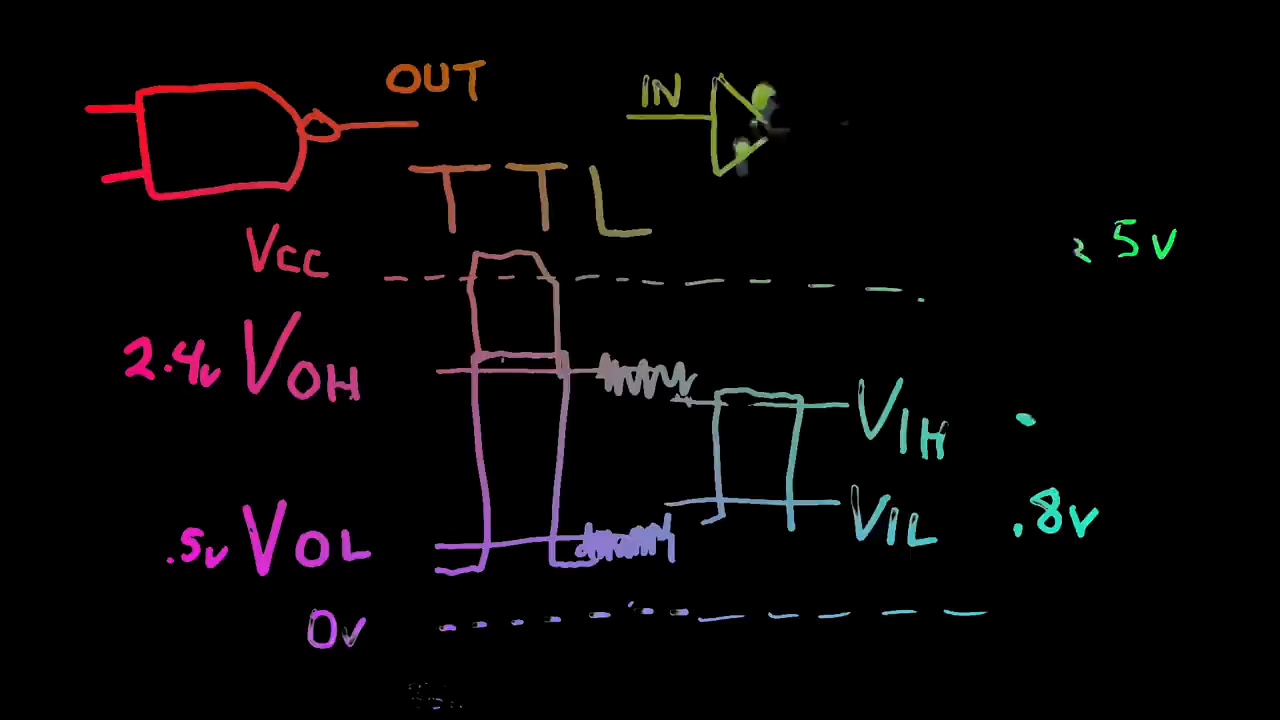 OUT
IN
TTL
Vcc
5v
2.4v VOH
VIH
.5v VOL
VIL .8v
0v